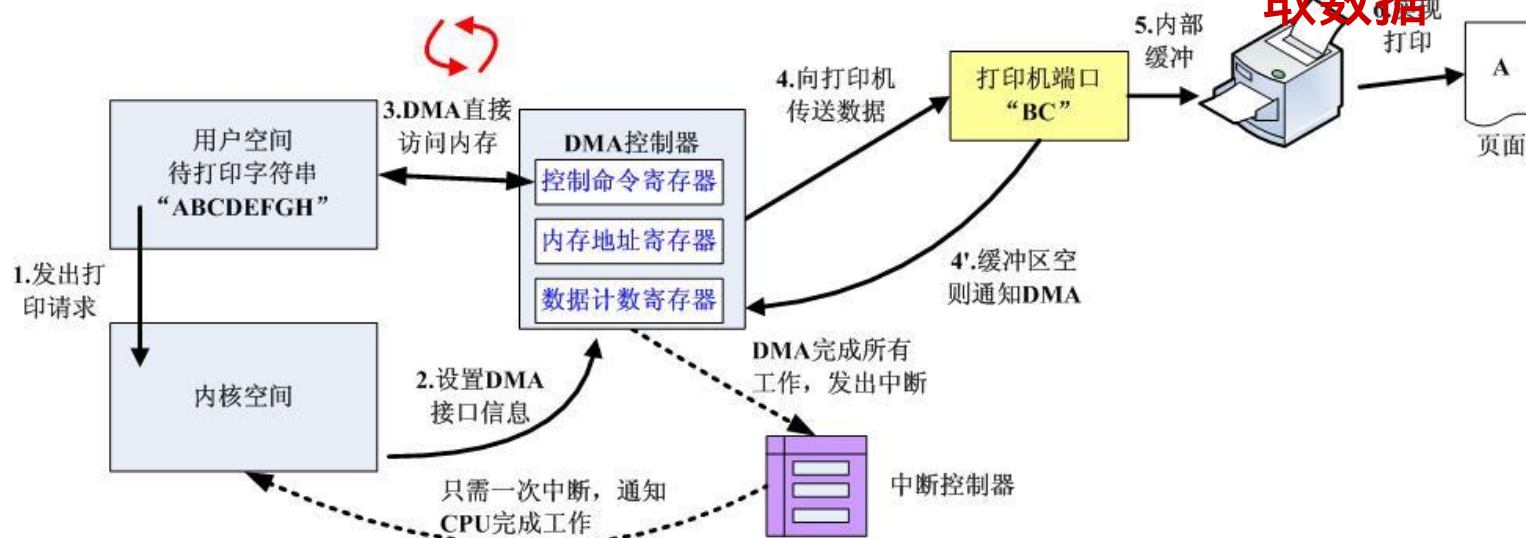 取数据
5.内部
缓冲
现
打印
打印机端口
“BC”
A
页面
4.向打印机
传送数据
3.DMA直接
访问内存
用户空间
待打印字符串
“ABCDEFGH”
DMA控制器
控制命令寄存器
内存地址寄存器
数据计数寄存器
4'.缓冲区空
则通知DMA
1.发出打
印请求
内核空间
2.设置DMA
接口信息
DMA完成所有
工作，发出中断
中断控制器
只需一次中断，通知
CPU完成工作